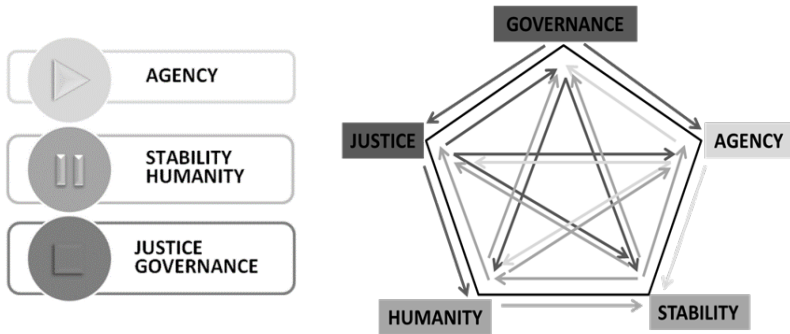 AGENCY
STABILITY
HUMANITY
JUSTICE
GOVERNANCE
GOVERNANCE
JUSTICE
AGENCY
HUMANITY
STABILITY